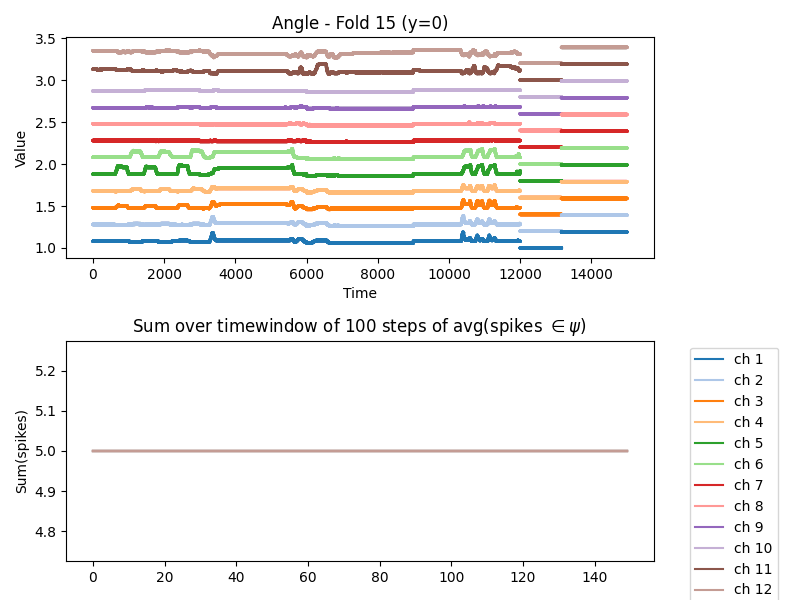 Angle - Fold 15 (y=0)
3.5
3.0
2.5
2.0
1.5
1.0
Value
0 2000 4000 6000 8000 10000 12000 14000
Time
Sum over timewindow of 100 steps of avg(spikes ∈ ψ)
5.2
5.1
5.0
4.9
4.8
Sum(spikes)
0 20 40 60 80 100 120 140
ch 1
ch 2
ch 3
ch 4
ch 5
ch 6
ch 7
ch 8
ch 9
ch 10
ch 11
ch 12